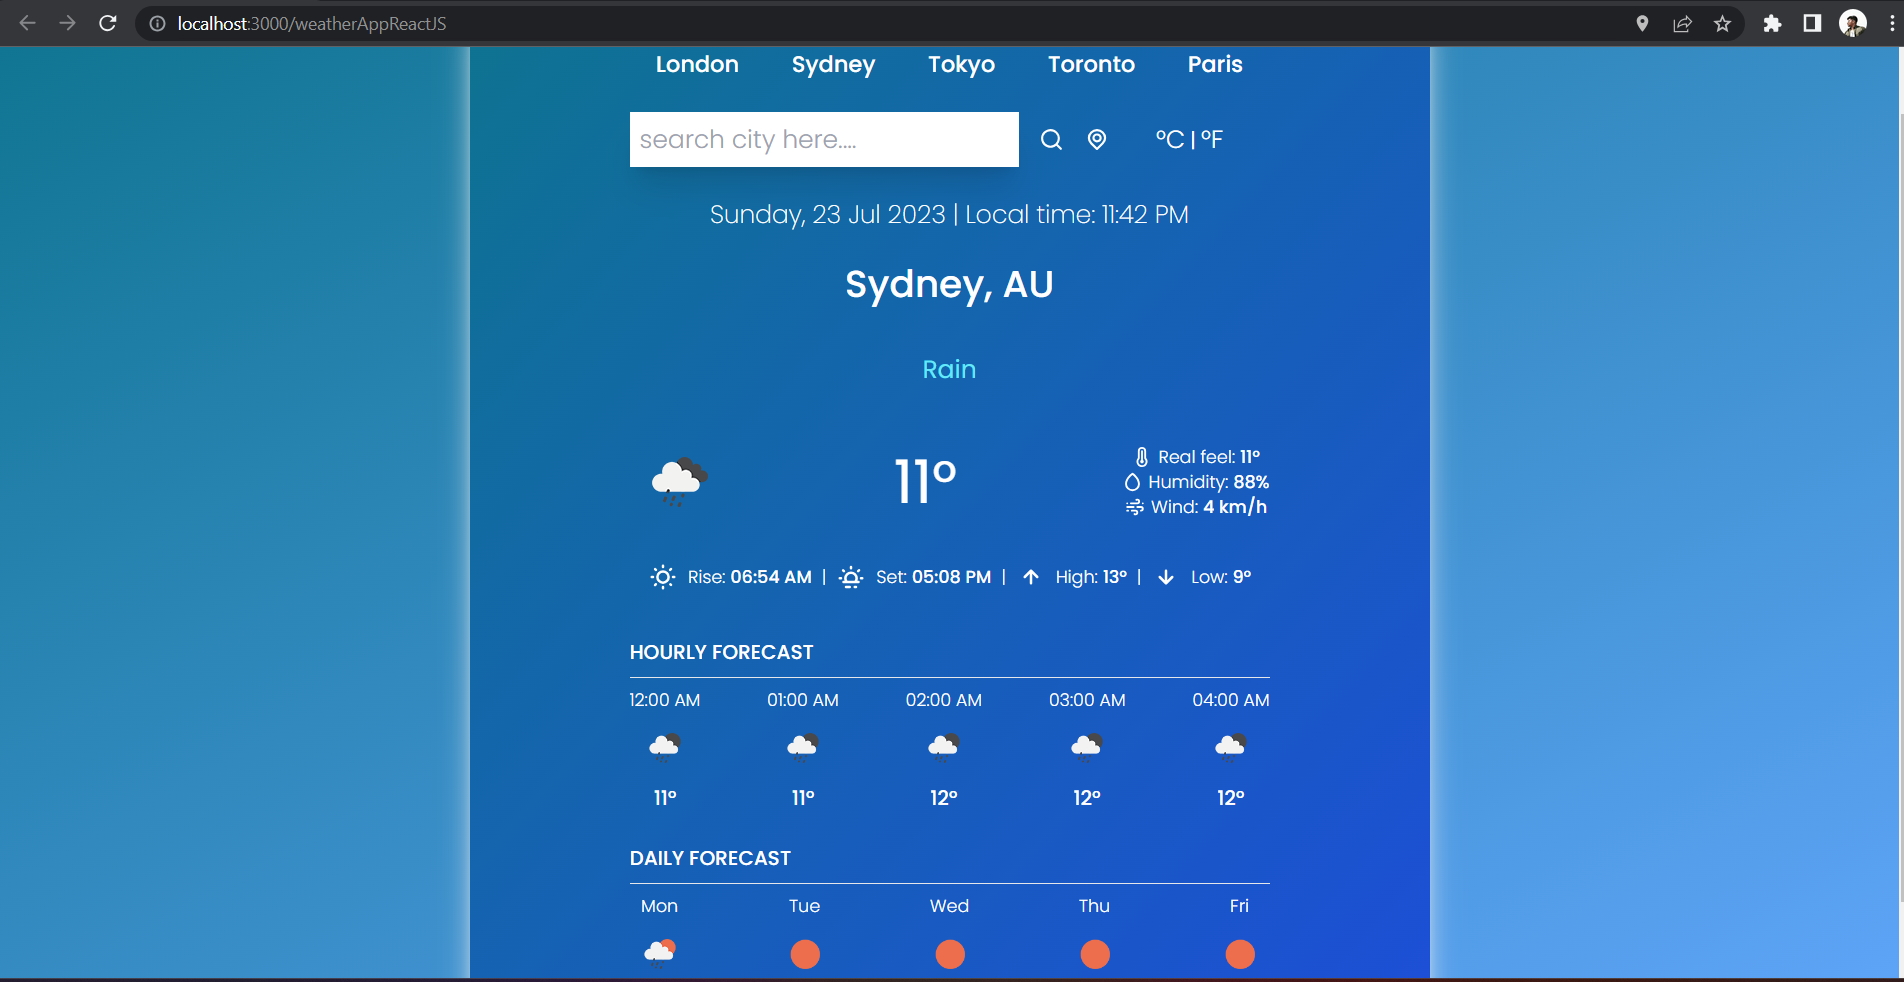 localhost:3000/weatherAppReactJS
London Sydney Tokyo Toronto Paris
search city here.... °C | °F
Sunday, 23 Jul 2023 | Local time: 11:42 PM
Sydney, AU
Rain
11°
Real feel: 11°
Humidity: 88%
Wind: 4 km/h
Rise: 06:54 AM | Set: 05:08 PM | High: 13° | Low: 9°
HOURLY FORECAST
12:00 AM 01:00 AM 02:00 AM 03:00 AM 04:00 AM
11° 11° 12° 12° 12°
DAILY FORECAST
Mon Tue Wed Thu Fri